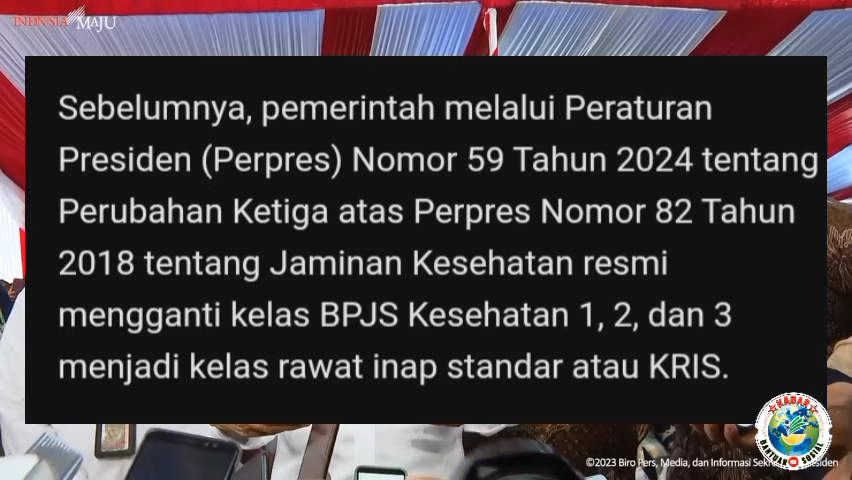 INDONESIA
MAJU
Sebelumnya, pemerintah melalui Peraturan
Presiden (Perpres) Nomor 59 Tahun 2024 tentang
Perubahan Ketiga atas Perpres Nomor 82 Tahun
2018 tentang Jaminan Kesehatan resmi
mengganti kelas BPJS Kesehatan 1, 2, dan 3
menjadi kelas rawat inap standar atau KRIS.
KABAR
BANTUAN SOSIAL
©2023 Biro Pers, Media, dan Informasi